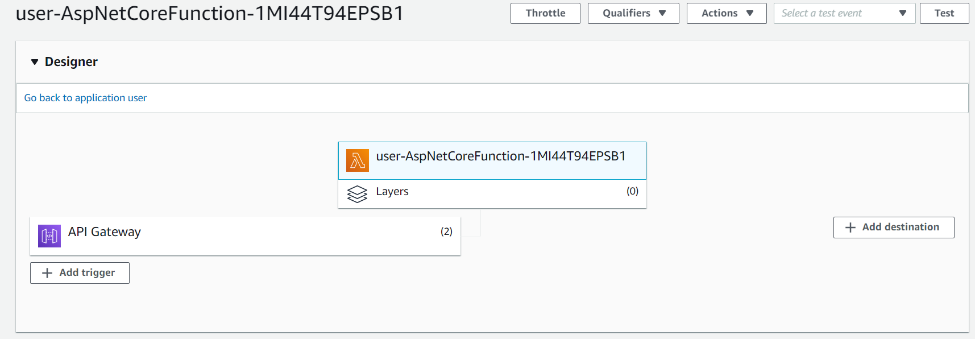 user-AspNetCoreFunction-1MI44T94EPSB1
Throttle
Qualifiers
Actions
Select a test event
Test
Designer
Go back to application user
user-AspNetCoreFunction-1MI44T94EPSB1
Layers (0)
API Gateway (2)
+ Add destination
+ Add trigger